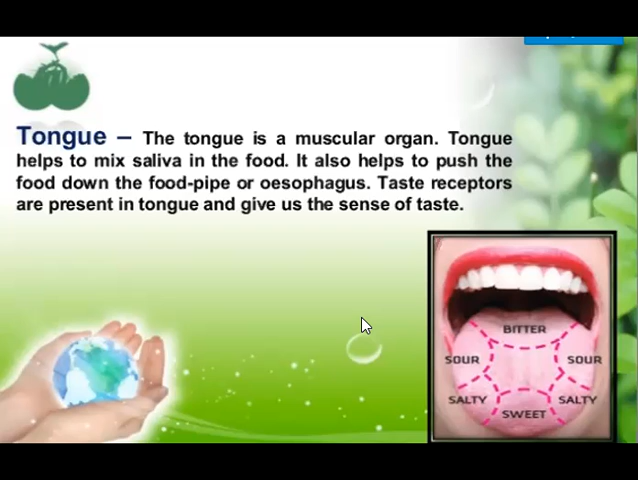 Tongue – The tongue is a muscular organ. Tongue
helps to mix saliva in the food. It also helps to push the
food down the food-pipe or oesophagus. Taste receptors
are present in tongue and give us the sense of taste.
BITTER
SOUR SOUR
SALTY SALTY
SWEET